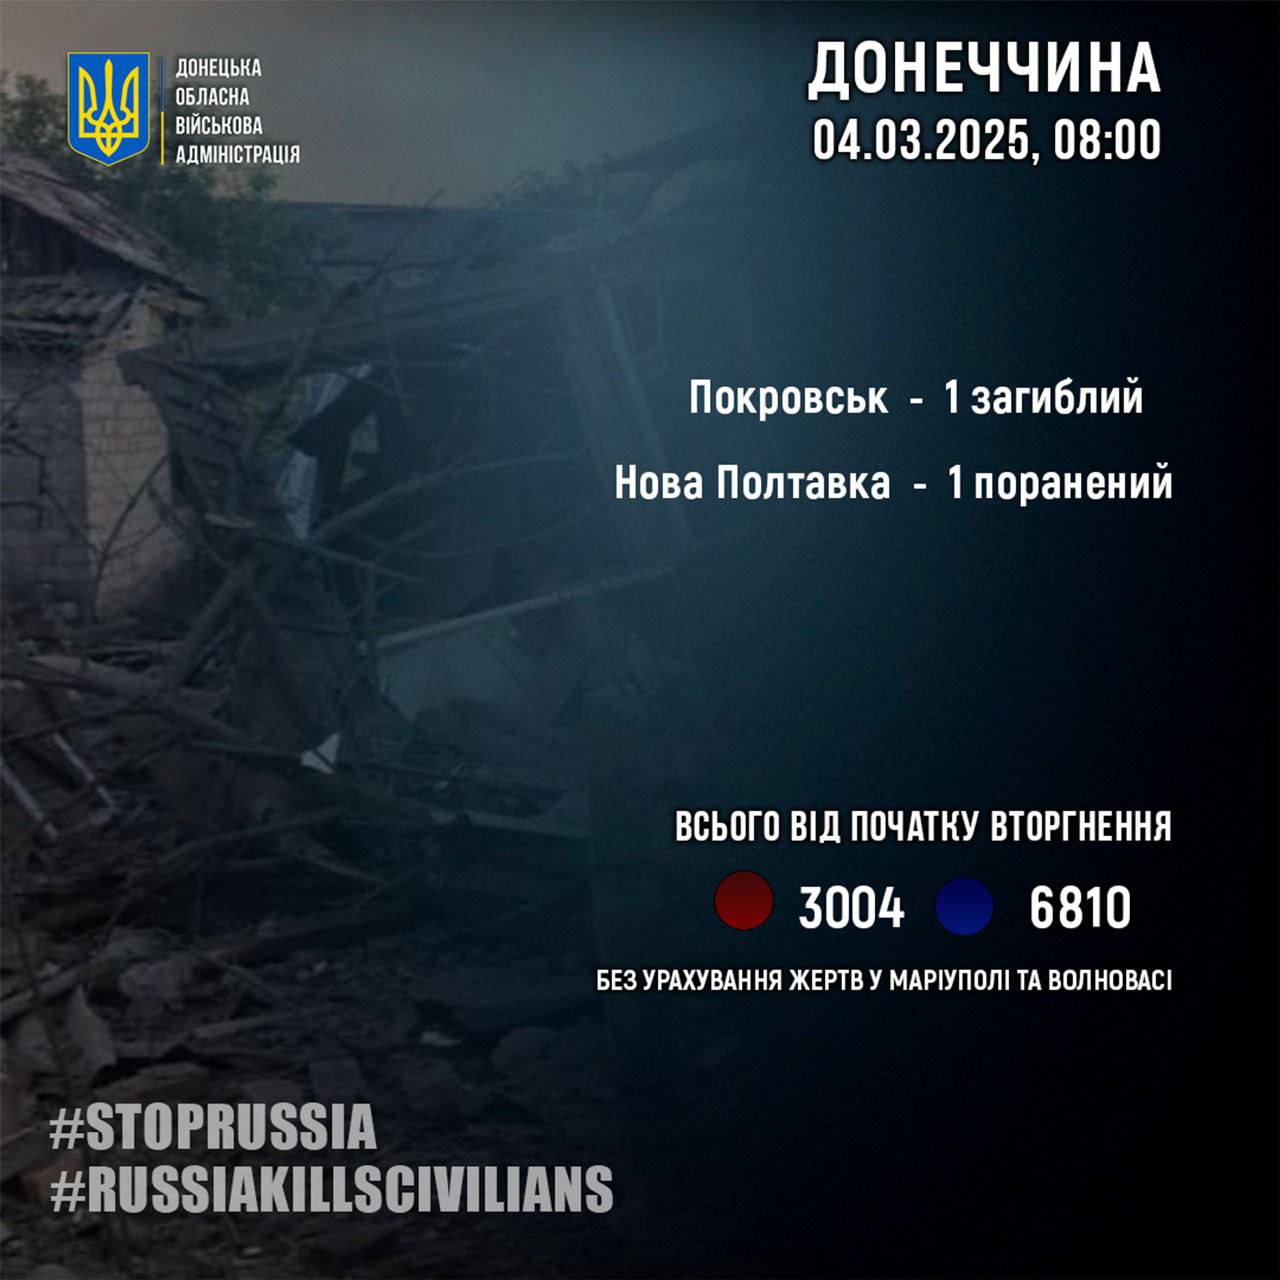 ДОНЕЦЬКА
ОБЛАСНА
ВІЙСЬКОВА
АДМІНІСТРАЦІЯ
ДОНЕЧЧИНА
04.03.2025, 08:00
Покровськ - 1 загиблий
Нова Полтавка - 1 поранений
ВСЬОГО ВІД ПОЧАТКУ ВТОРГНЕННЯ
3004 6810
БЕЗ УРАХУВАННЯ ЖЕРТВ У МАРІУПОЛІ ТА ВОЛНОВАСІ
#STOPRUSSIA
#RUSSIAKILLSCIVILIANS